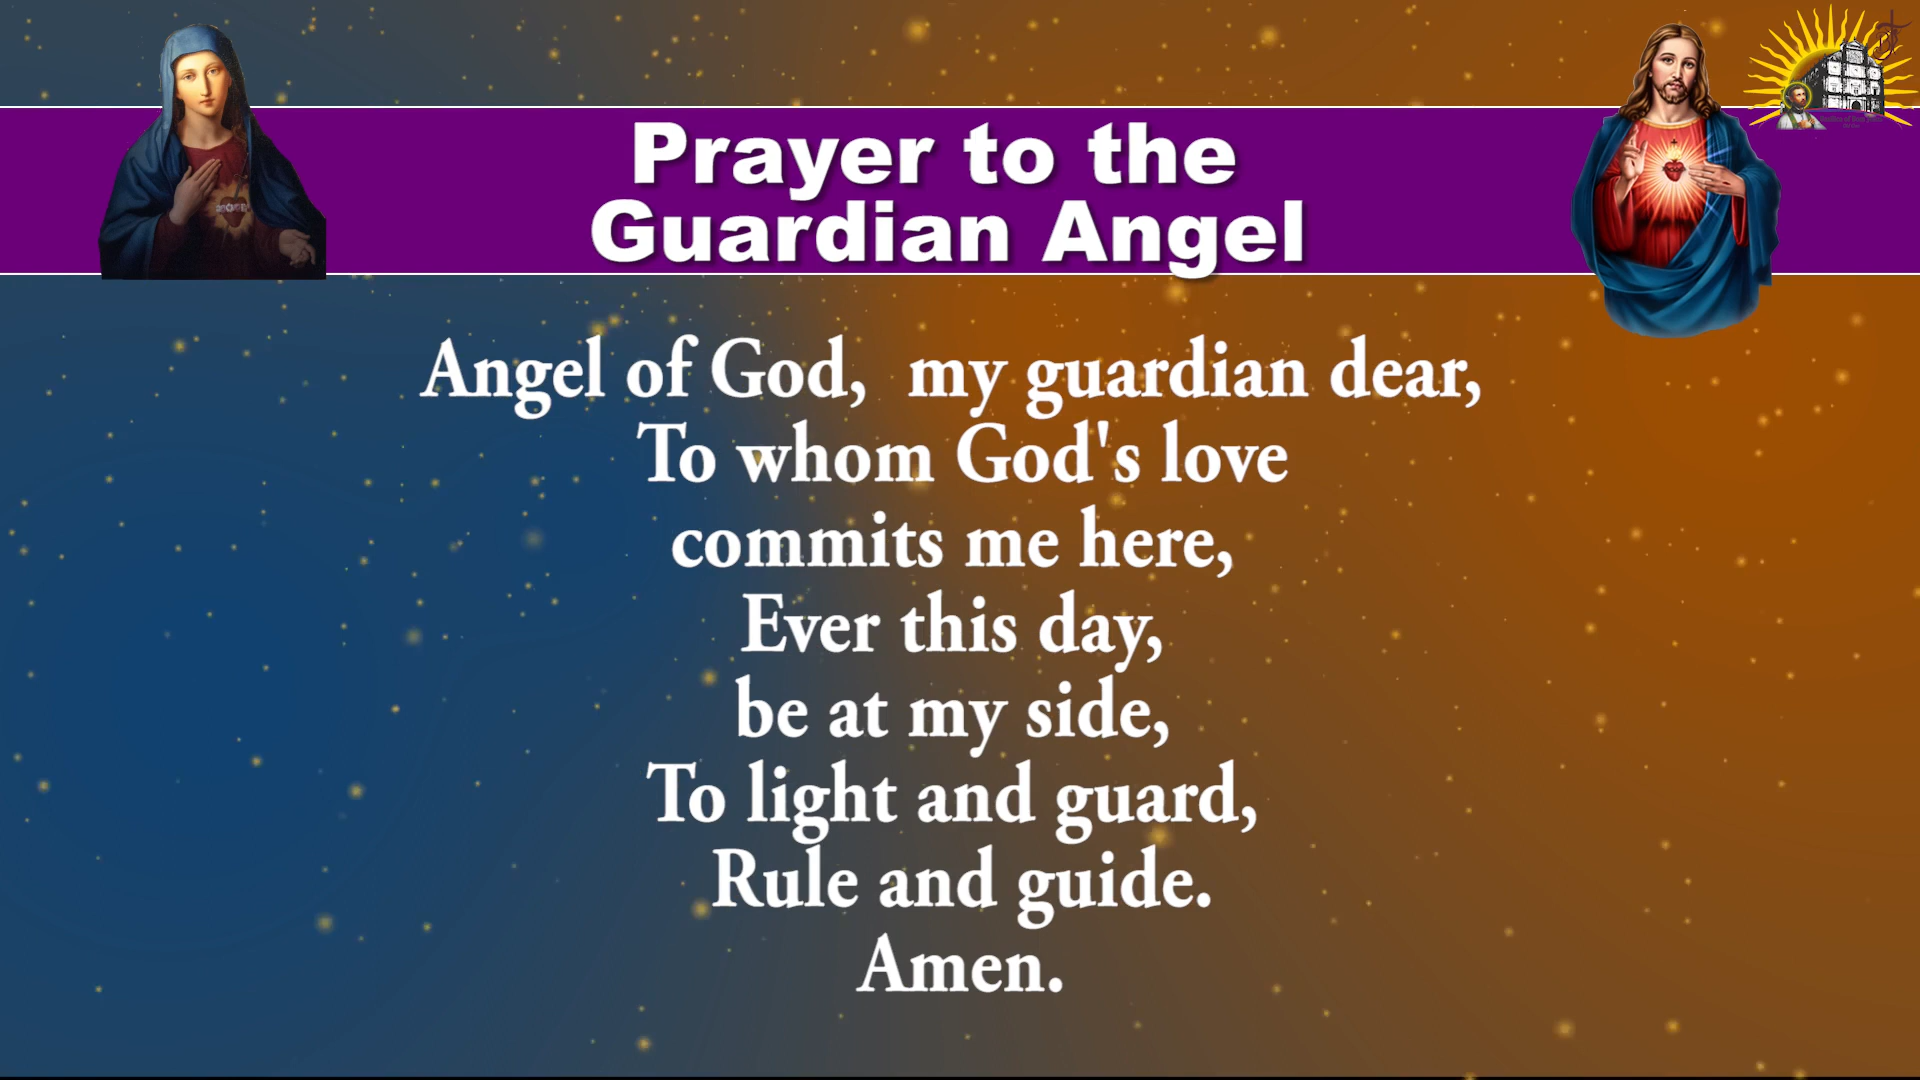 Prayer to the
Guardian Angel
Angel of God, my guardian dear,
To whom God's love
commits me here,
Ever this day,
be at my side,
To light and guard,
Rule and guide.
Amen.